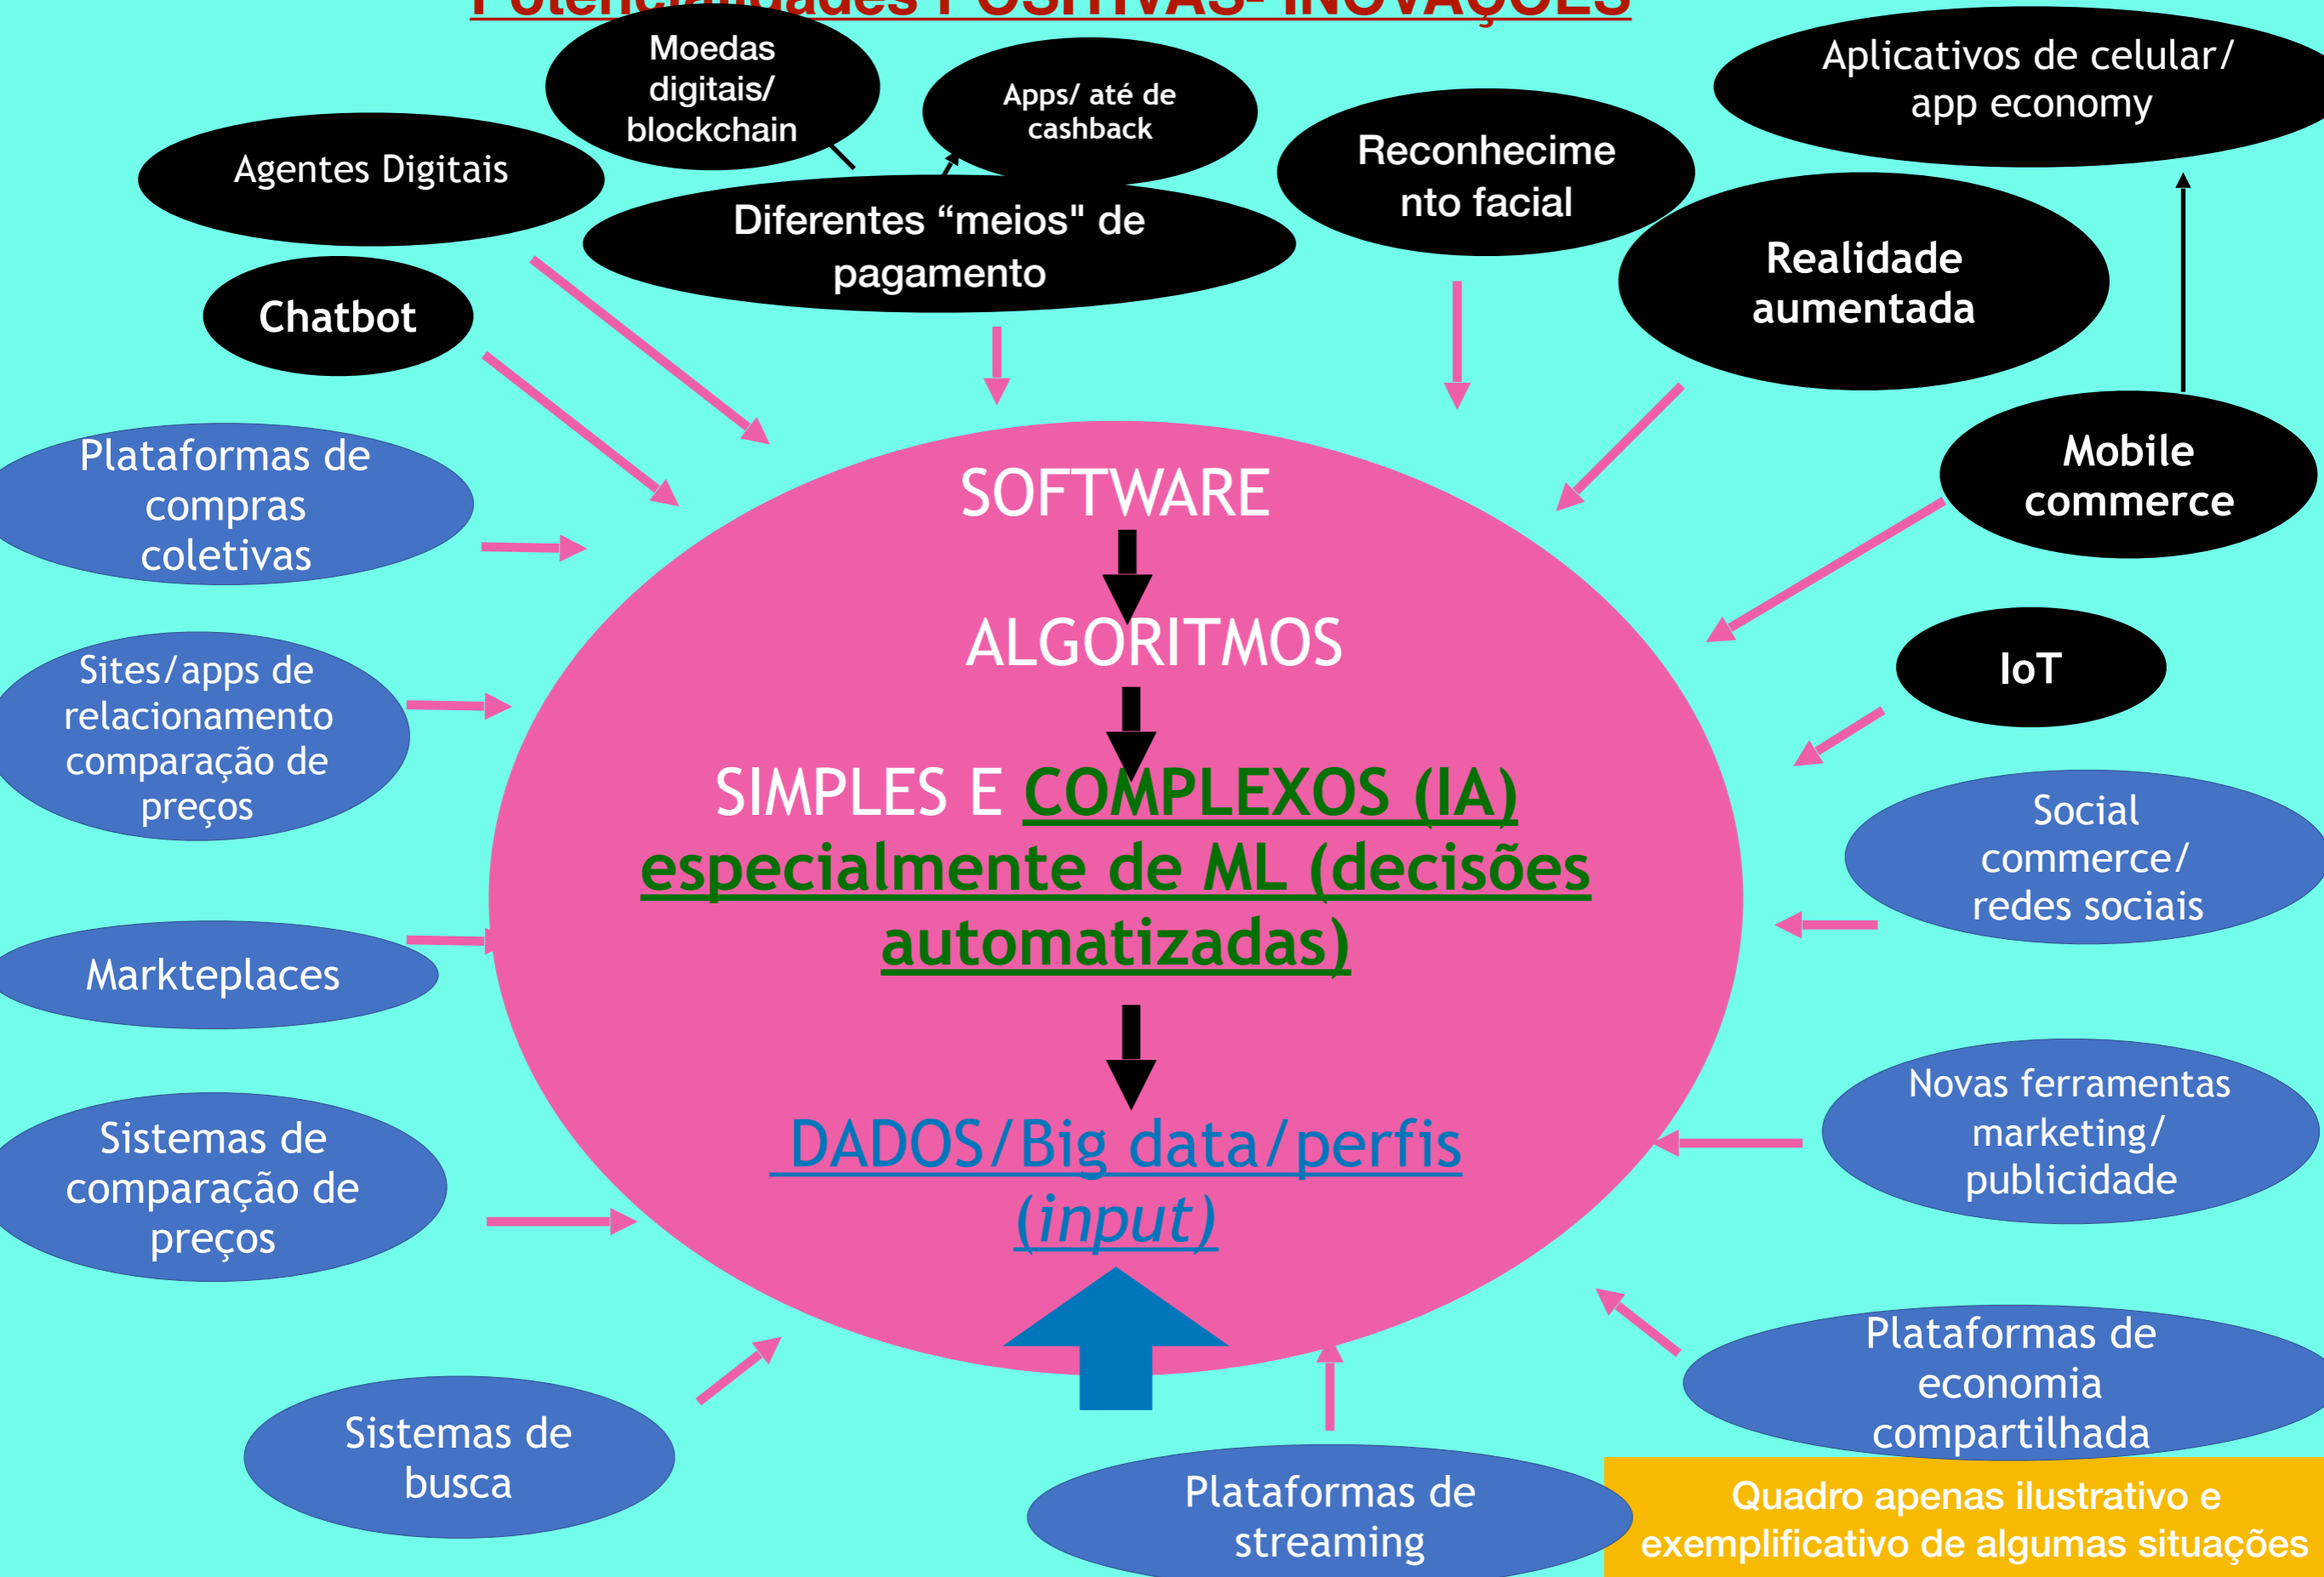 Potencialidades POSITIVAS- INOVAÇÕES
Moedas
digitais/
blockchain
Apps/ até de
cashback
Aplicativos de celular/
app economy
Agentes Digitais
Diferentes “meios" de
pagamento
Reconhecime
nto facial
Realidade
aumentada
Chatbot
Mobile
commerce
Plataformas de
compras
coletivas
SOFTWARE
ALGORITMOS
SIMPLES E COMPLEXOS (IA)
especialmente de ML (decisões
automatizadas)
DADOS/Big data/perfis
(input)
IoT
Sites/apps de
relacionamento
comparação de
preços
Social
commerce/
redes sociais
Markteplaces
Novas ferramentas
marketing/
publicidade
Sistemas de
comparação de
preços
Plataformas de
economia
compartilhada
Sistemas de
busca
Plataformas de
streaming
Quadro apenas ilustrativo e
exemplificativo de algumas situações